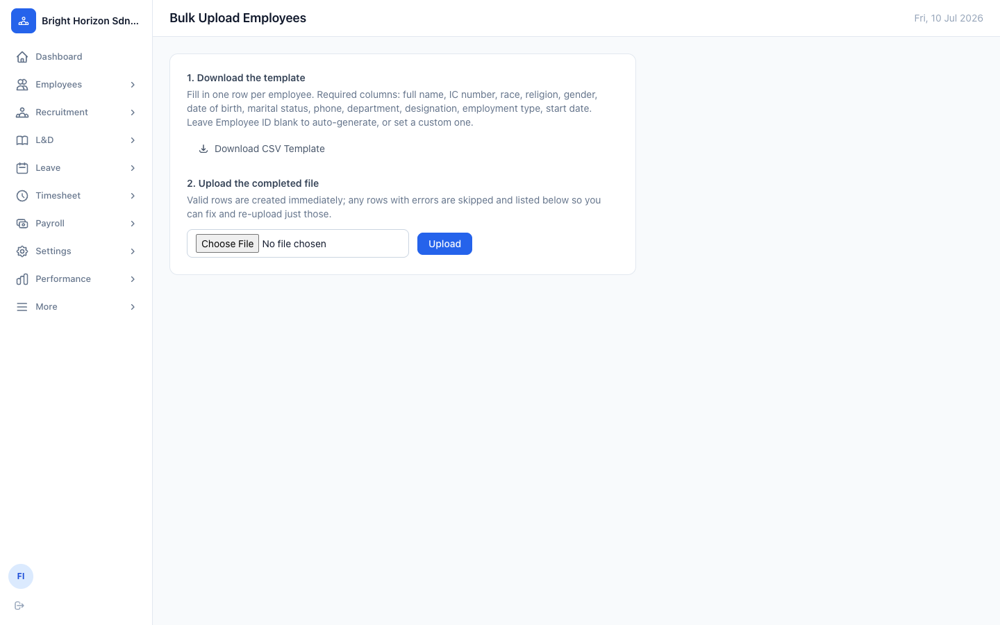 Bright Horizon Sdn...
Dashboard
Employees
Recruitment
L&D
Leave
Timesheet
Payroll
Settings
Performance
More
FI
Bulk Upload Employees
Fri, 10 Jul 2026
1. Download the template
Fill in one row per employee. Required columns: full name, IC number, race, religion, gender,
date of birth, marital status, phone, department, designation, employment type, start date.
Leave Employee ID blank to auto-generate, or set a custom one.
Download CSV Template
2. Upload the completed file
Valid rows are created immediately; any rows with errors are skipped and listed below so you
can fix and re-upload just those.
Choose File No file chosen
Upload